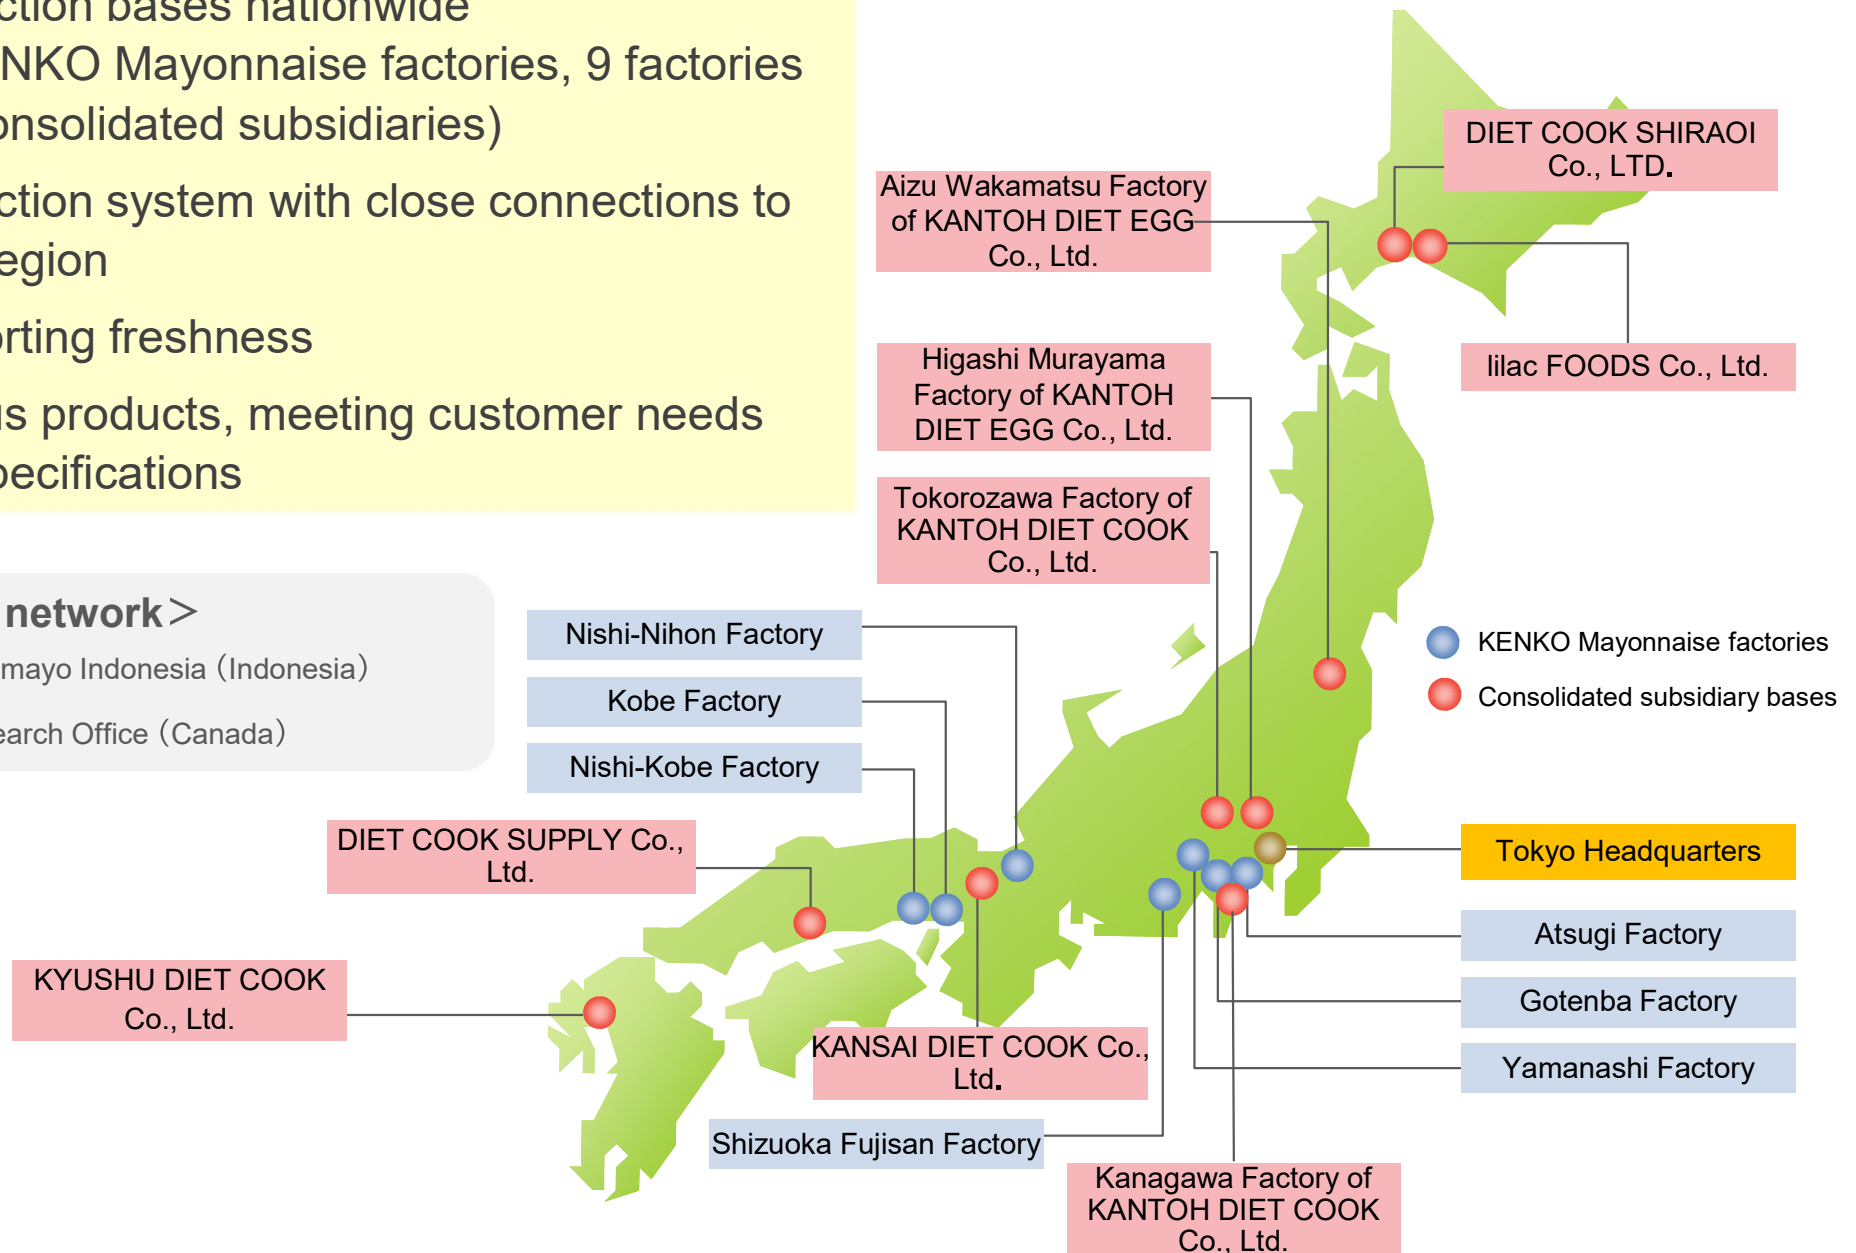 ction bases nationwide
NKO Mayonnaise factories, 9 factories
onsolidated subsidiaries)
ction system with close connections to
egion
orting freshness
us products, meeting customer needs
pecifications
network＞
mayo Indonesia（Indonesia）
earch Office（Canada）
DIET COOK SHIRAOI
Co., LTD.
Aizu Wakamatsu Factory
of KANTOH DIET EGG
Co., Ltd.
lilac FOODS Co., Ltd.
Higashi Murayama
Factory of KANTOH
DIET EGG Co., Ltd.
Tokorozawa Factory of
KANTOH DIET COOK
Co., Ltd.
Nishi-Nihon Factory
Kobe Factory
Nishi-Kobe Factory
KENKO Mayonnaise factories
Consolidated subsidiary bases
DIET COOK SUPPLY Co.,
Ltd.
Tokyo Headquarters
Atsugi Factory
Gotenba Factory
Yamanashi Factory
KYUSHU DIET COOK
Co., Ltd.
KANSAI DIET COOK Co.,
Ltd.
Shizuoka Fujisan Factory
Kanagawa Factory of
KANTOH DIET COOK
Co., Ltd.